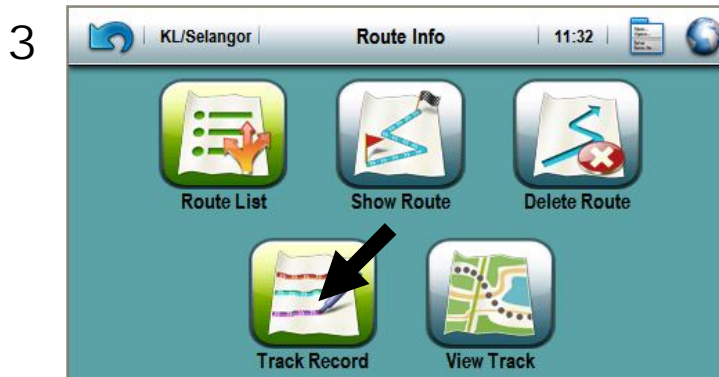 3
KL/Selangor Route Info 11:32
Route List Show Route Delete Route
Track Record View Track